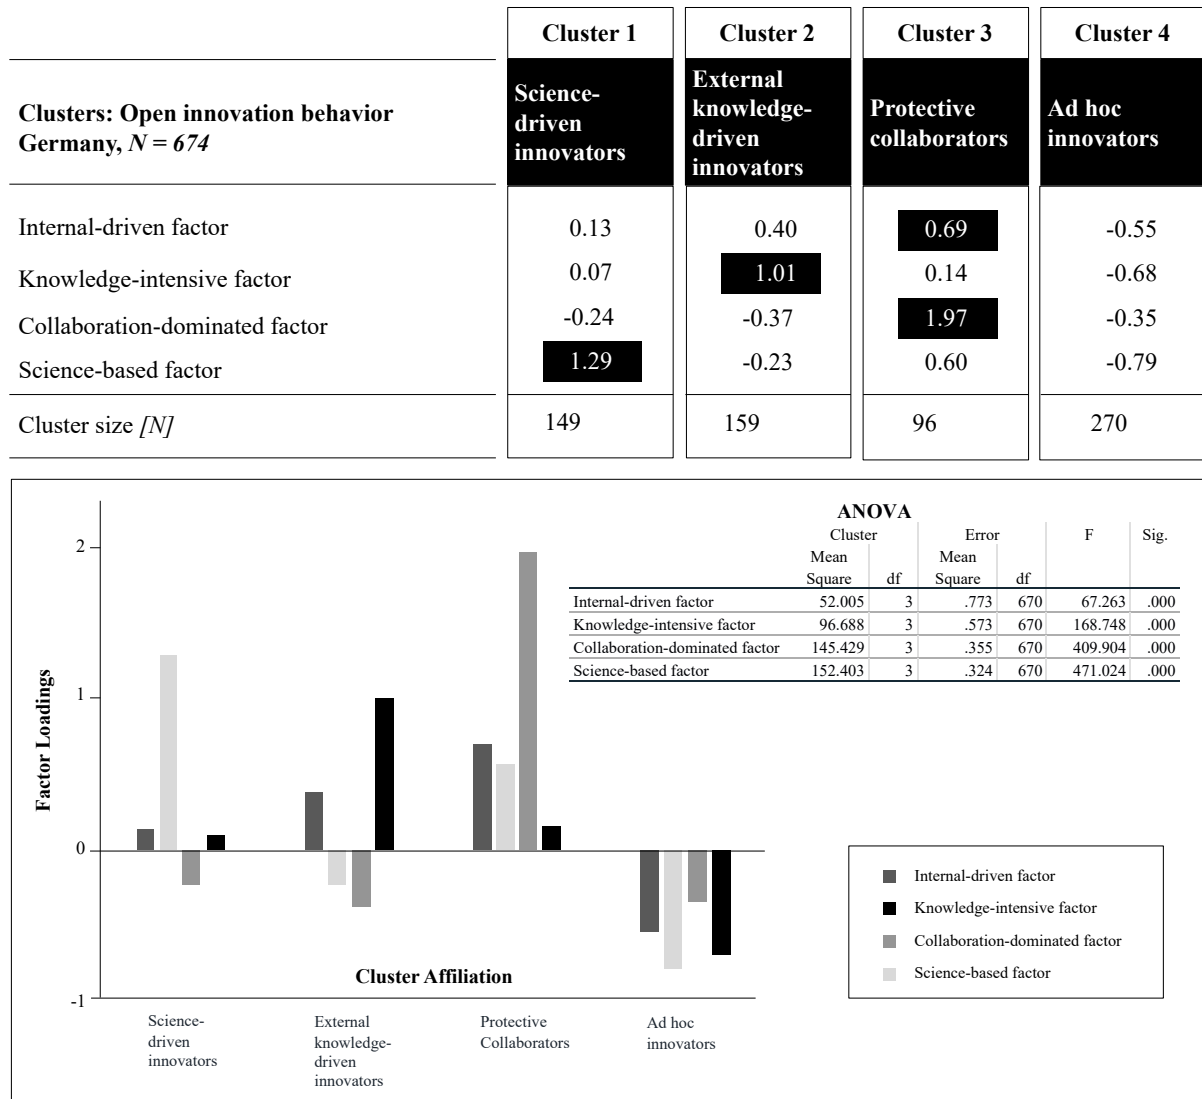 Cluster 1 Cluster 2 Cluster 3 Cluster 4
Clusters: Open innovation behavior
Germany, N = 674
Science-
driven
innovators
External
knowledge-
driven
innovators
Protective
collaborators
Ad hoc
innovators
Internal-driven factor 0.13 0.40 0.69 -0.55
Knowledge-intensive factor 0.07 1.01 0.14 -0.68
Collaboration-dominated factor -0.24 -0.37 1.97 -0.35
Science-based factor 1.29 -0.23 0.60 -0.79
Cluster size [N] 149 159 96 270
ANOVA
Cluster Error F Sig.
Mean Mean
Square df Square df
Internal-driven factor 52.005 3 .773 670 67.263 .000
Knowledge-intensive factor 96.688 3 .573 670 168.748 .000
Collaboration-dominated factor 145.429 3 .355 670 409.904 .000
Science-based factor 152.403 3 .324 670 471.024 .000
Factor Loadings
2
1
0
-1
Cluster Affiliation
Science-
driven
innovators
External
knowledge-
driven
innovators
Protective
Collaborators
Ad hoc
innovators
Internal-driven factor
Knowledge-intensive factor
Collaboration-dominated factor
Science-based factor